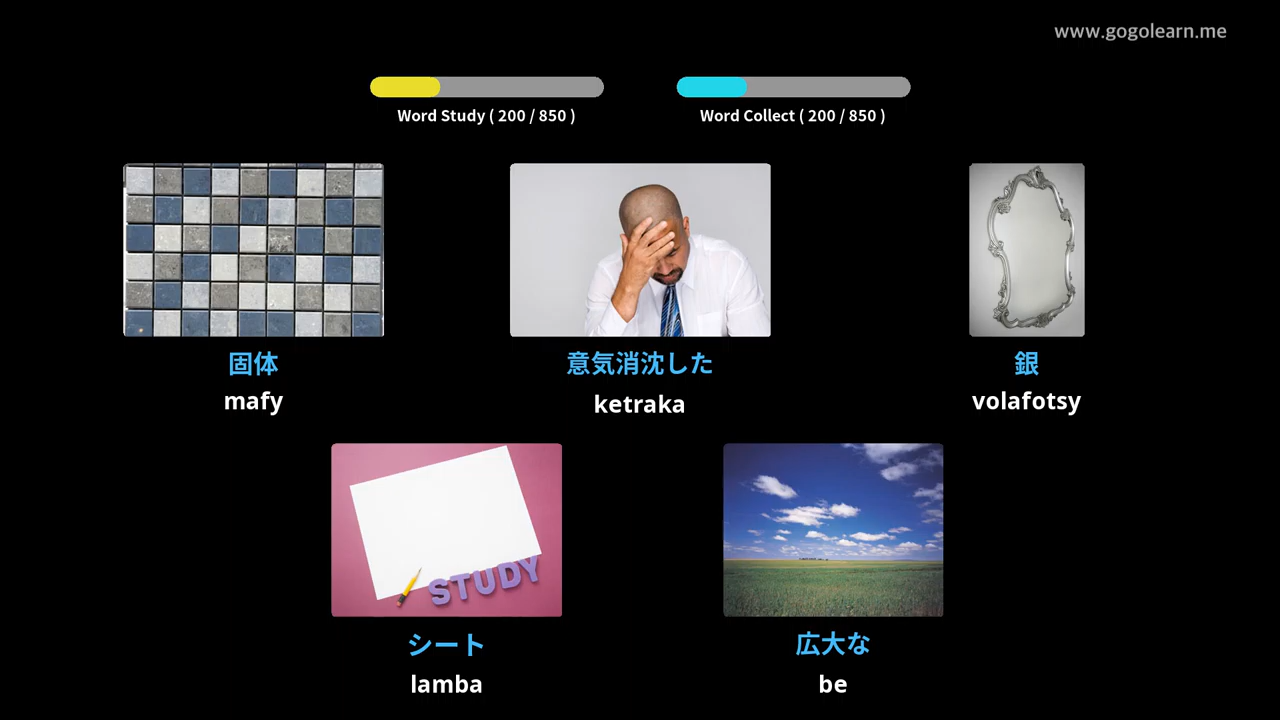 www.gogolearn.me
Word Study ( 200 / 850 )
Word Collect ( 200 / 850 )
固体
mafy
意気消沈した
ketraka
銀
volafotsy
STUDY
シート
lamba
広大な
be